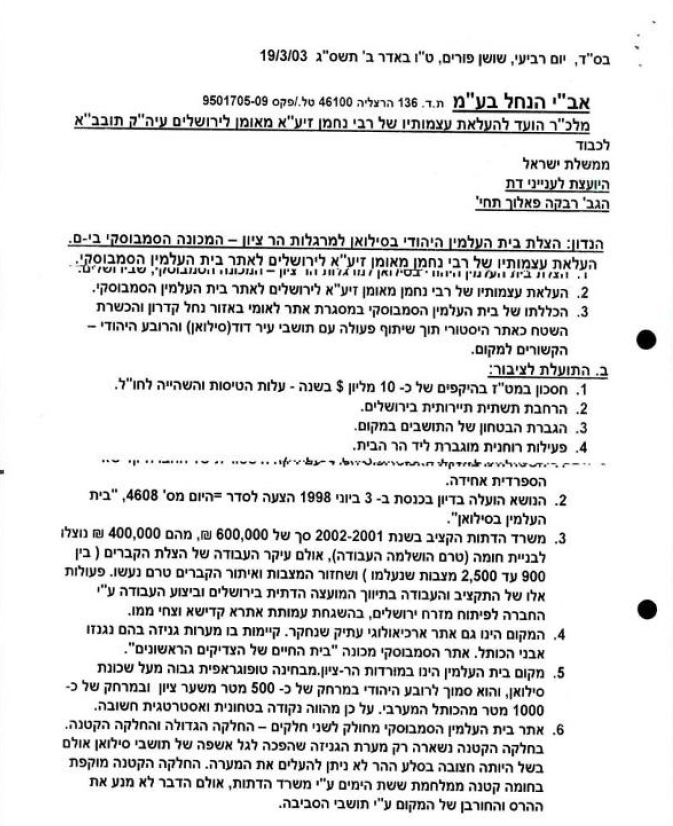 בס"ד, יום רביעי, שושן פורים, ט"ו באדר ב' תשס"ג 19/3/03
אב"י הנחל בע"מ ת.ד. 136 הרצליה 46100 טל./פקס 9501705-09
מלכ"ר הועד להעלאת עצמותיו של רבי נחמן זיע"א מאומן לירושלים עיה"ק תובב"א
לכבוד
ממשלת ישראל
היועצת לענייני דת
הגב' רבקה פאלוך תחי'
הנדון: הצלת בית העלמין היהודי בסילואן למרגלות הר ציון – המכונה הסמבוסקי בי-ם.
העלאת עצמותיו של רבי נחמן מאומן זיע"א לירושלים לאתר בית העלמין הסמבוסקי.
1. הצלת בית העלמין היהודי בסילואן למרגלות הר ציון – המכונה הסמבוסקי, שבירושלים.
2. העלאת עצמותיו של רבי נחמן מאומן זיע"א לירושלים לאתר בית העלמין הסמבוסקי.
3. הכללתו של בית העלמין הסמבוסקי במסגרת אתר לאומי באזור נחל קדרון והכשרת
השטח כאתר היסטורי תוך שיתוף פעולה עם תושבי עיר דוד(סילואן) והרובע היהודי –
הקשורים למקום.
ב. התועלת לציבור:
1. חסכון במט"ז בהיקפים של כ- 10 מליון $ בשנה - עלות הטיסות והשהייה לחו"ל.
2. הרחבת תשתית תיירותית בירושלים.
3. הגברת הבטחון של התושבים במקום.
4. פעילות רוחנית מוגברת ליד הר הבית.
הספרדית אחידה.
2. הנושא הועלה בדיון בכנסת ב- 3 ביוני 1998 הצעה לסדר =היום מס' 4608, "בית
העלמין בסילואן".
3. משרד הדתות הקציב בשנת 2002-2001 סך של 600,000 ₪, מהם 400,000 ₪ נוצלו
לבניית חומה (טרם הושלמה העבודה), אולם עיקר העבודה של הצלת הקברים ( בין
900 עד 2,500 מצבות שנעלמו ) ושחזור המצבות ואיתור הקברים טרם נעשו. פעולות
אלו של התקציב והעבודה בתיווך המועצה הדתית בירושלים וביצוע העבודה ע"י
החברה לפיתוח מזרח ירושלים, בהשגחת עמותת אתרא קדישא וצחי ממו.
4. המקום הינו גם אתר ארכיאולוגי עתיק שנחקר. קיימות בו מערות גניזה בהם נגנזו
אבני הכותל. אתר הסמבוסקי מכונה "בית החיים של הצדיקים הראשונים".
5. מקום בית העלמין הינו במורדות הר-ציון.מבחינה טופוגראפית גבוה מעל שכונת
סילואן, והוא סמוך לרובע היהודי במרחק של כ- 500 מטר משער ציון ובמרחק של כ-
1000 מטר מהכותל המערבי. על כן מהווה נקודה בטחונית ואסטרטגית חשובה.
6. אתר בית העלמין הסמבוסקי מחולק לשני חלקים – החלקה הגדולה והחלקה הקטנה.
בחלקה הקטנה נשארה רק מערת הגניזה שהפכה לגל אשפה של תושבי סילואן אולם
בשל היותה חצובה בסלע ההר לא ניתן להעלים את המערה. החלקה הקטנה מוקפת
בחומה קטנה ממלחמת ששת הימים ע"י משרד הדתות, אולם הדבר לא מנע את
ההרס והחורבן של המקום ע"י תושבי הסביבה.